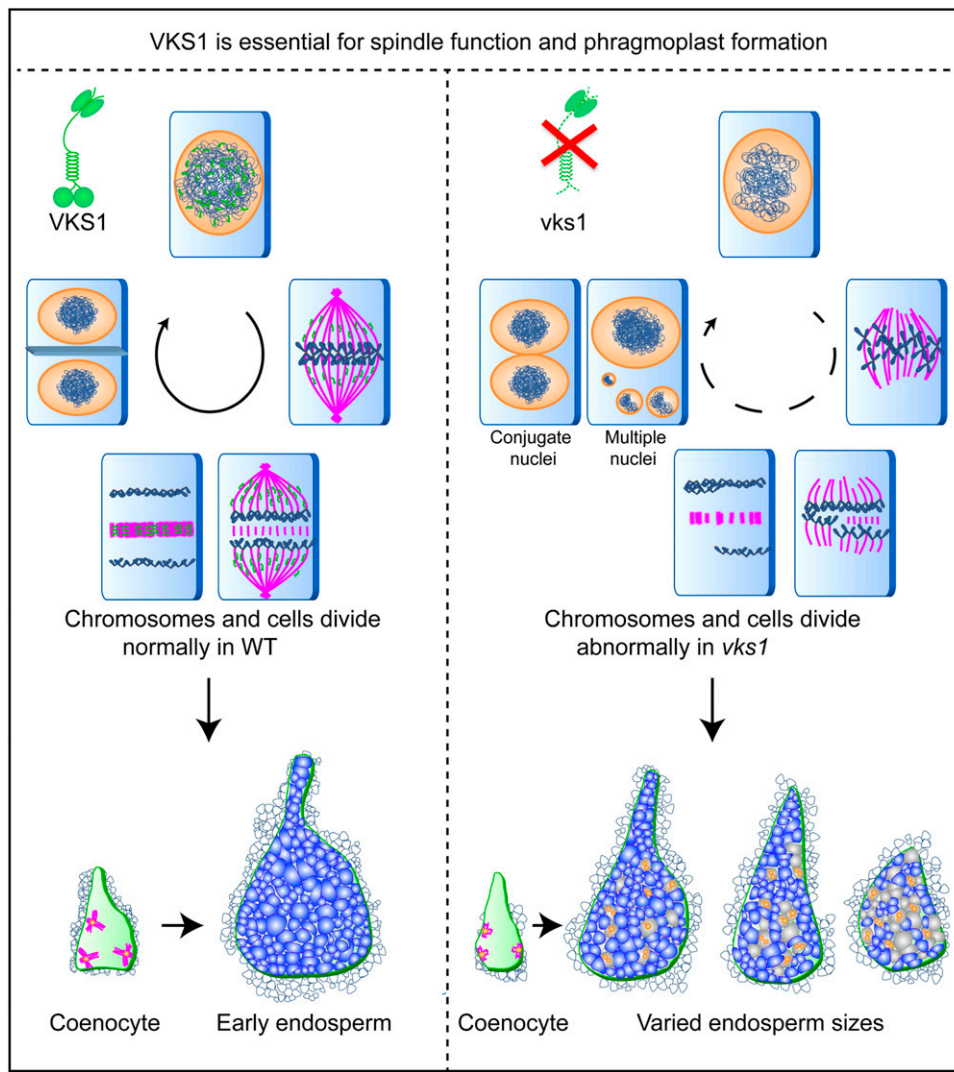 VKS1 is essential for spindle function and phragmoplast formation
VKS1
Chromosomes and cells divide
normally in WT
Coenocyte
Early endosperm
vks1
Conjugate
nuclei
Multiple
nuclei
Chromosomes and cells divide
abnormally in vks1
Coenocyte
Varied endosperm sizes